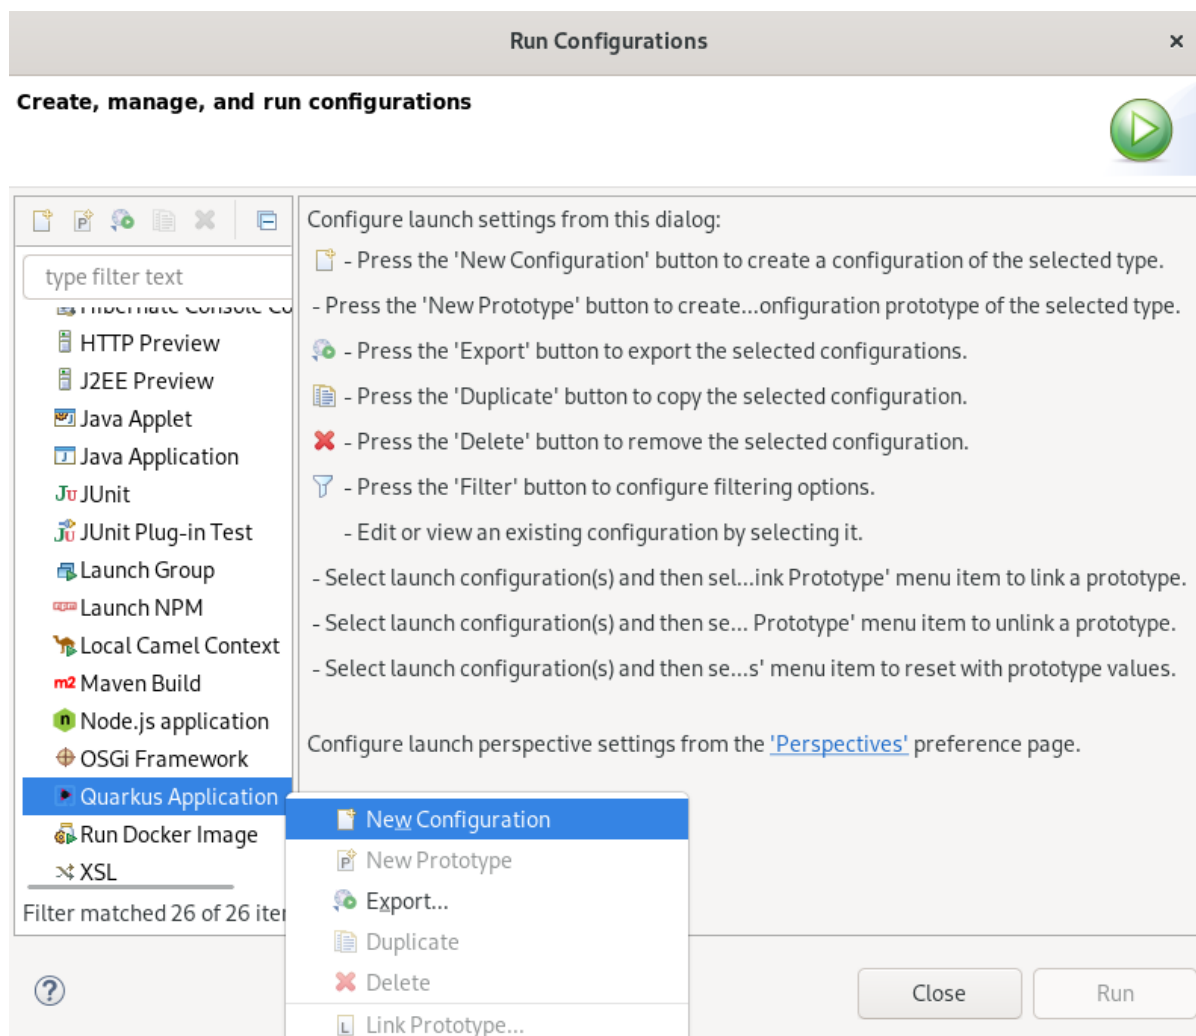 Run Configurations
Create, manage, and run configurations
type filter text
Hibernate Console Co
HTTP Preview
J2EE Preview
Java Applet
Java Application
JUnit
JUnit Plug-in Test
Launch Group
Launch NPM
Local Camel Context
Maven Build
Node.js application
OSGi Framework
Quarkus Application
Run Docker Image
XSL
Filter matched 26 of 26 iter
Configure launch settings from this dialog:
- Press the 'New Configuration' button to create a configuration of the selected type.
- Press the 'New Prototype' button to create...onfiguration prototype of the selected type.
- Press the 'Export' button to export the selected configurations.
- Press the 'Duplicate' button to copy the selected configuration.
- Press the 'Delete' button to remove the selected configuration.
- Press the 'Filter' button to configure filtering options.
- Edit or view an existing configuration by selecting it.
- Select launch configuration(s) and then sel...ink Prototype' menu item to link a prototype.
- Select launch configuration(s) and then se... Prototype' menu item to unlink a prototype.
- Select launch configuration(s) and then se...s' menu item to reset with prototype values.
Configure launch perspective settings from the 'Perspectives' preference page.
New Configuration
New Prototype
Export...
Duplicate
Delete
Link Prototype...
Close
Run